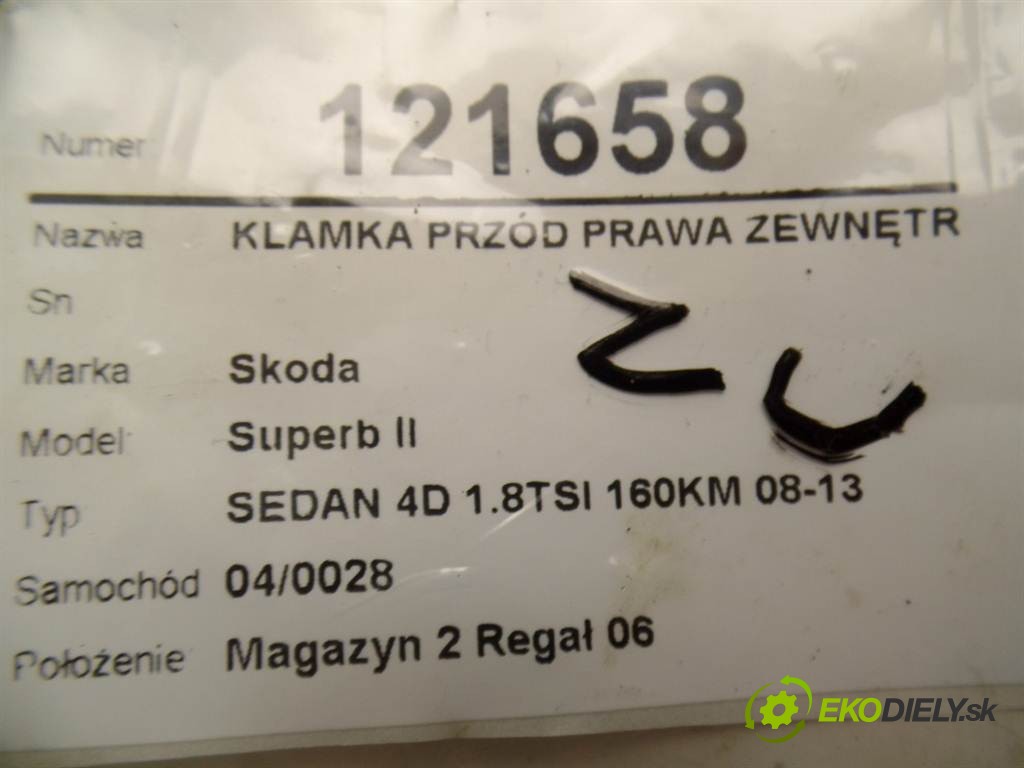 Numer 121658
Nazwa KLAMKA PRZÓD PRAWA ZEWNĘTR
Sn
Marka Skoda
Model Superb II
Typ SEDAN 4D 1.8TSI 160KM 08-13
Samochód 04/0028
Położenie Magazyn 2 Regał 06
EKODIELY.sk